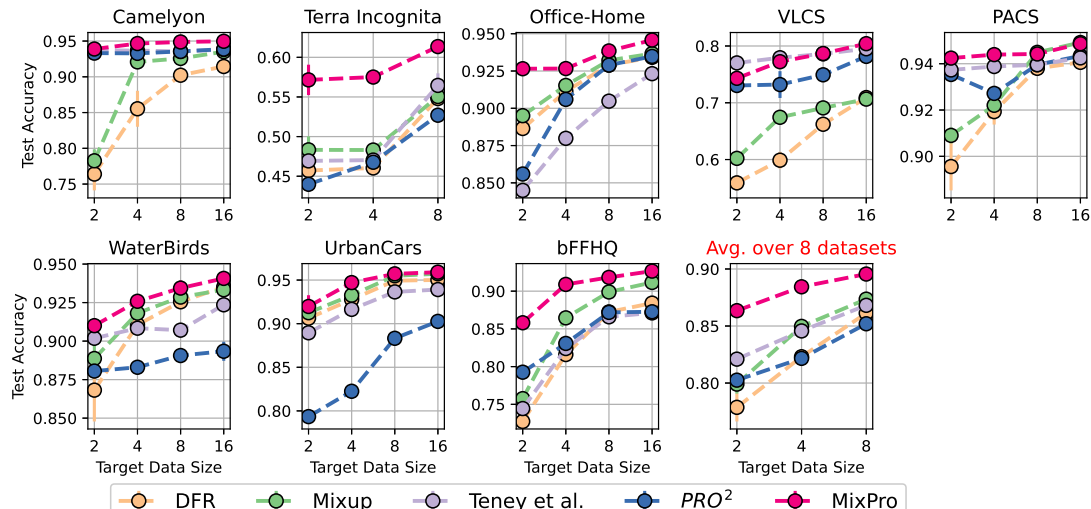 Camelyon Terra Incognita Office-Home VLCS PACS
Test Accuracy
0.95
0.90
0.85
0.80
0.75
2 4 8 16
0.60
0.55
0.50
0.45
2 4 8
0.950
0.925
0.900
0.875
0.850
2 4 8 16
0.8
0.7
0.6
2 4 8 16
0.94
0.92
0.90
2 4 8 16
WaterBirds UrbanCars bFFHQ Avg. over 8 datasets
Test Accuracy
0.950
0.925
0.900
0.875
0.850
2 4 8 16
Target Data Size
0.95
0.90
0.85
0.80
2 4 8 16
Target Data Size
0.90
0.85
0.80
0.75
2 4 8 16
Target Data Size
0.90
0.85
0.80
2 4 8
Target Data Size
DFR Mixup Teney et al. PRO² MixPro